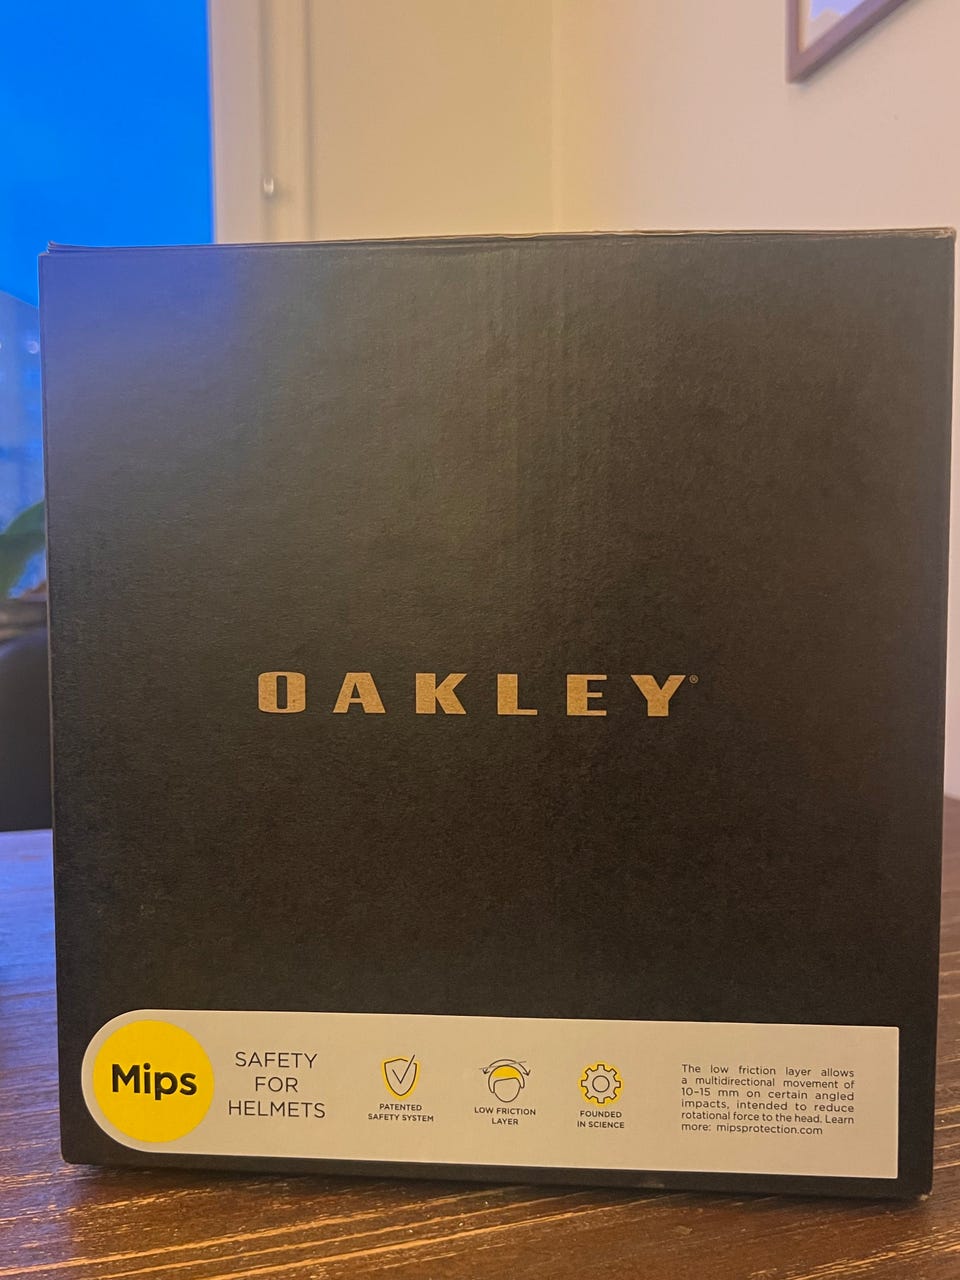 OAKLEY®
Mips
SAFETY
FOR
HELMETS
PATENTED
SAFETY SYSTEM
LOW FRICTION
LAYER
FOUNDED
IN SCIENCE
The low friction layer allows
a multidirectional movement of
10–15 mm on certain angled
impacts, intended to reduce
rotational force to the head. Learn
more: mipsprotection.com